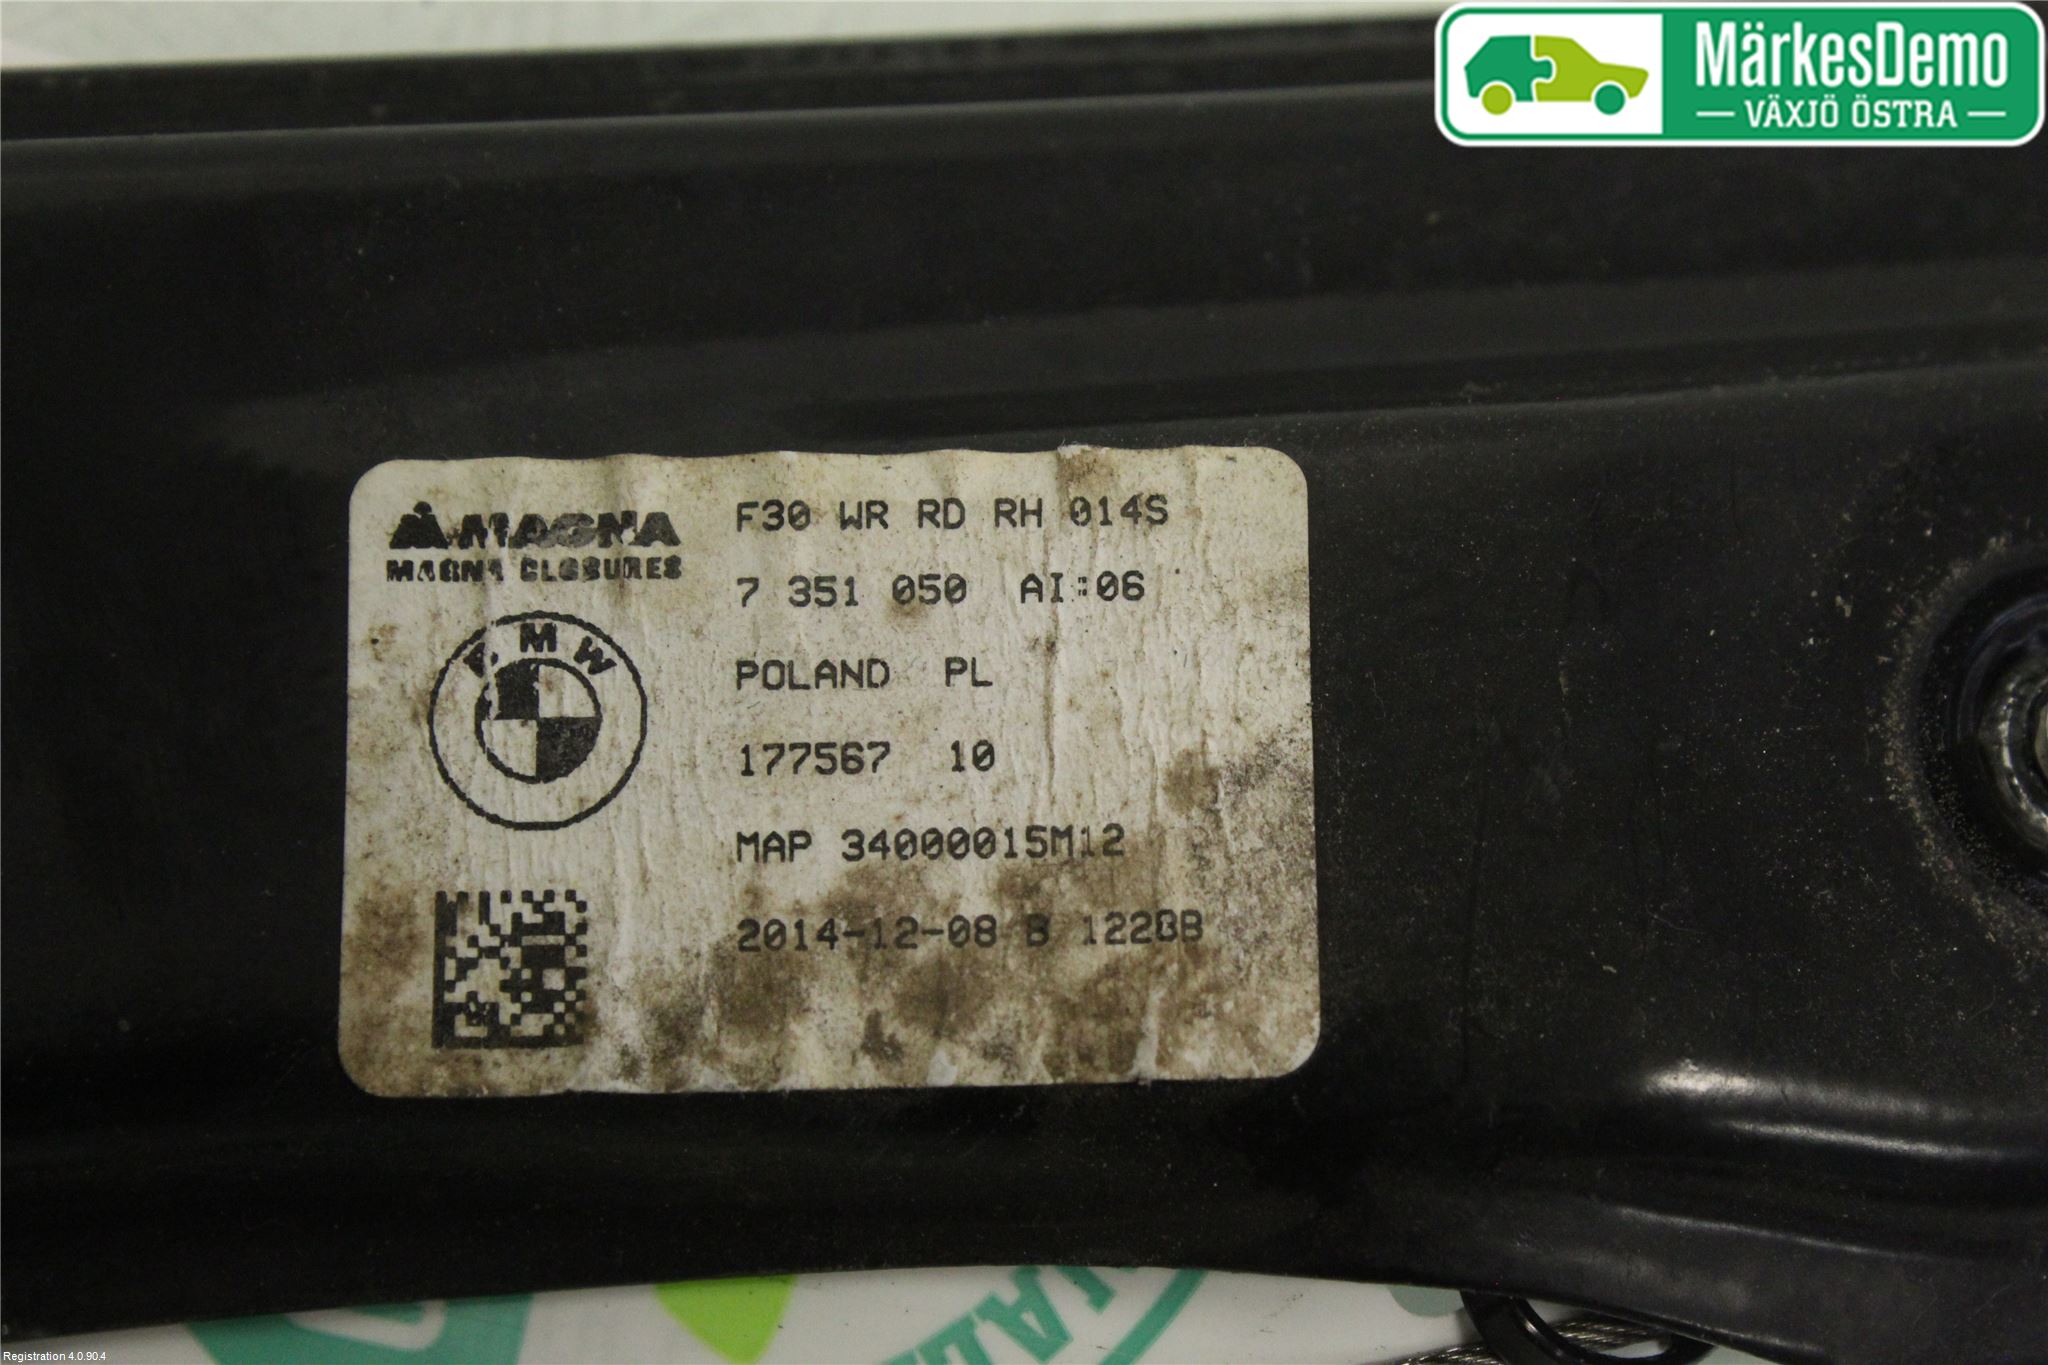 MärkesDemo
VÄXJÖ ÖSTRA
MAGNA
MAGNA CLOSURES
BMW
F30 WR RD RH 014S
7 351 050 AI:06
POLAND PL
177567 10
MAP 34000015M12
2014-12-08 B
Registration 4.0.90.4